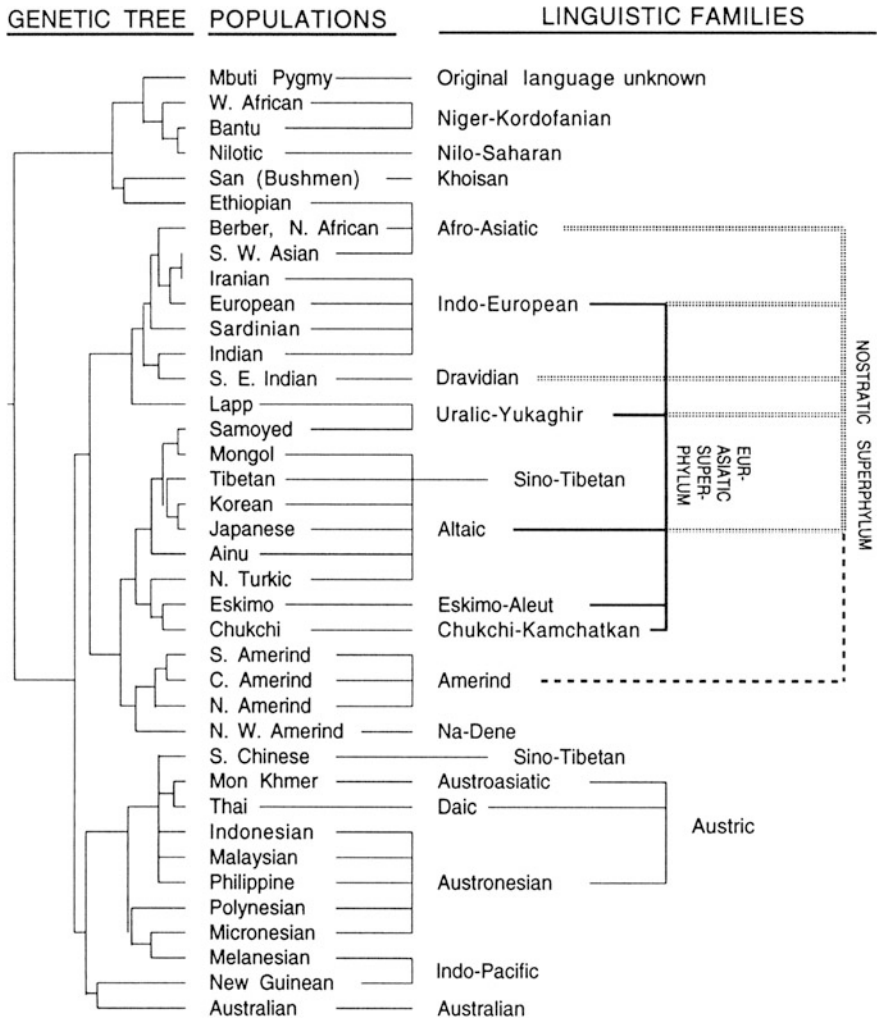 GENETIC TREE POPULATIONS LINGUISTIC FAMILIES
Mbuti Pygmy Original language unknown
W. African
Niger-Kordofanian
Bantu
Nilotic Nilo-Saharan
San (Bushmen) Khoisan
Ethiopian
Berber, N. African Afro-Asiatic
S. W. Asian
Iranian
European Indo-European
Sardinian
Indian
S. E. Indian Dravidian
Lapp
Uralic-Yukaghir
Samoyed
Mongol
Tibetan Sino-Tibetan
Korean
Japanese Altaic
Ainu
N. Turkic
Eskimo Eskimo-Aleut
Chukchi Chukchi-Kamchatkan
S. Amerind
C. Amerind Amerind
N. Amerind
N. W. Amerind Na-Dene
S. Chinese Sino-Tibetan
Mon Khmer Austroasiatic
Thai Daic
Austric
Indonesian
Malaysian
Philippine Austronesian
Polynesian
Micronesian
Melanesian
Indo-Pacific
New Guinean
Australian Australian
EUR-
ASIATIC
SUPER-
PHYLUM
NOSTRATIC SUPERPHYLUM